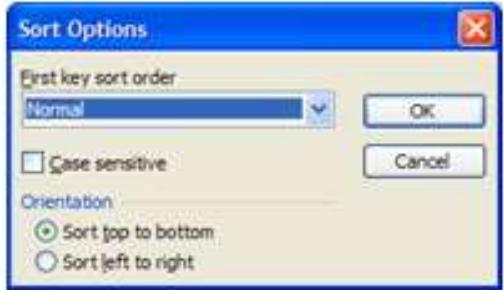 Sort Options
First key sort order
Normal
OK
Case sensitive
Cancel
Orientation
Sort top to bottom
Sort left to right